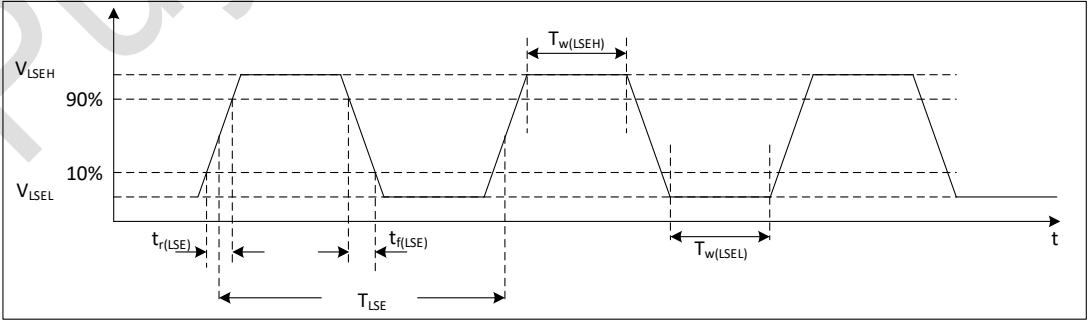 T_w(LSEH)
V_LSEH
90%
10%
V_LSEL
t_r(LSE)
t_f(LSE)
T_w(LSEL)
t
T_LSE